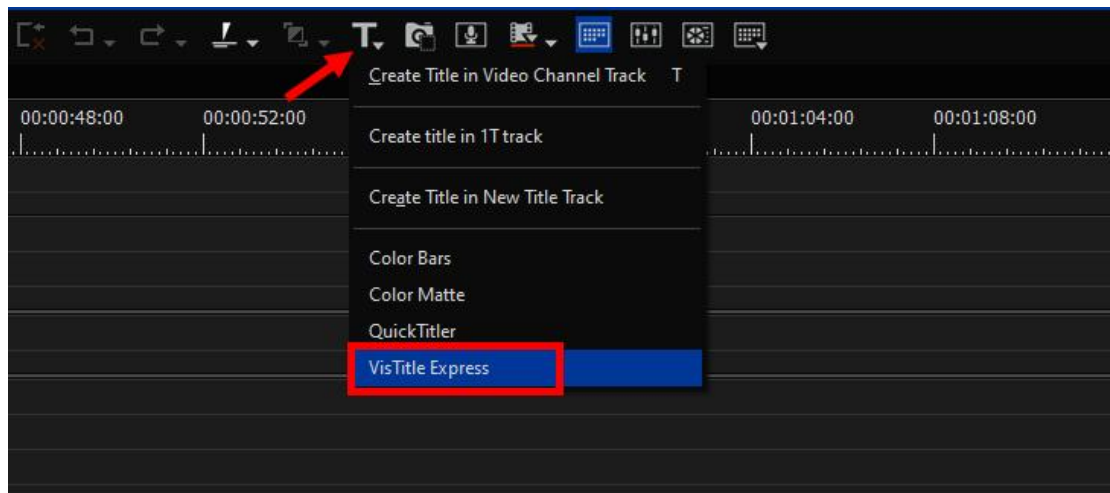 T
Create Title in Video Channel Track T
00:00:48:00 00:00:52:00 00:01:04:00 00:01:08:00
Create title in 1T track
Create Title in New Title Track
Color Bars
Color Matte
QuickTitler
VisTitle Express